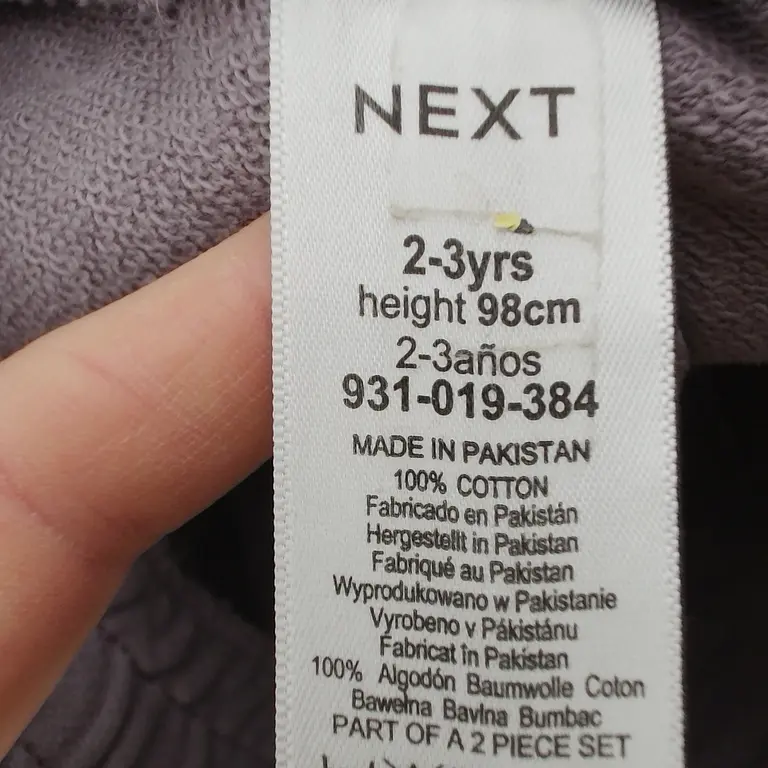 NEXT
2-3yrs
height 98cm
2-3años
931-019-384
MADE IN PAKISTAN
100% COTTON
Fabricado en Pakistán
Hergestellt in Pakistan
Fabriqué au Pakistan
Wyprodukowano w Pakistanie
Vyrobeno v Pákistánu
Fabricat în Pakistan
100% Algodón Baumwolle Coton
Bawełna Bavlna Bumbac
PART OF A 2 PIECE SET